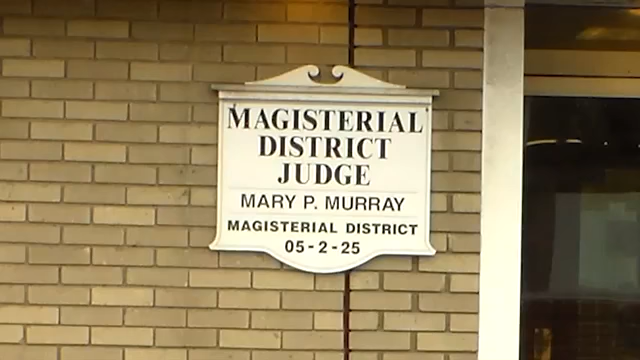 MAGISTERIAL
DISTRICT
JUDGE
MARY P. MURRAY
MAGISTERIAL DISTRICT
05-2-25